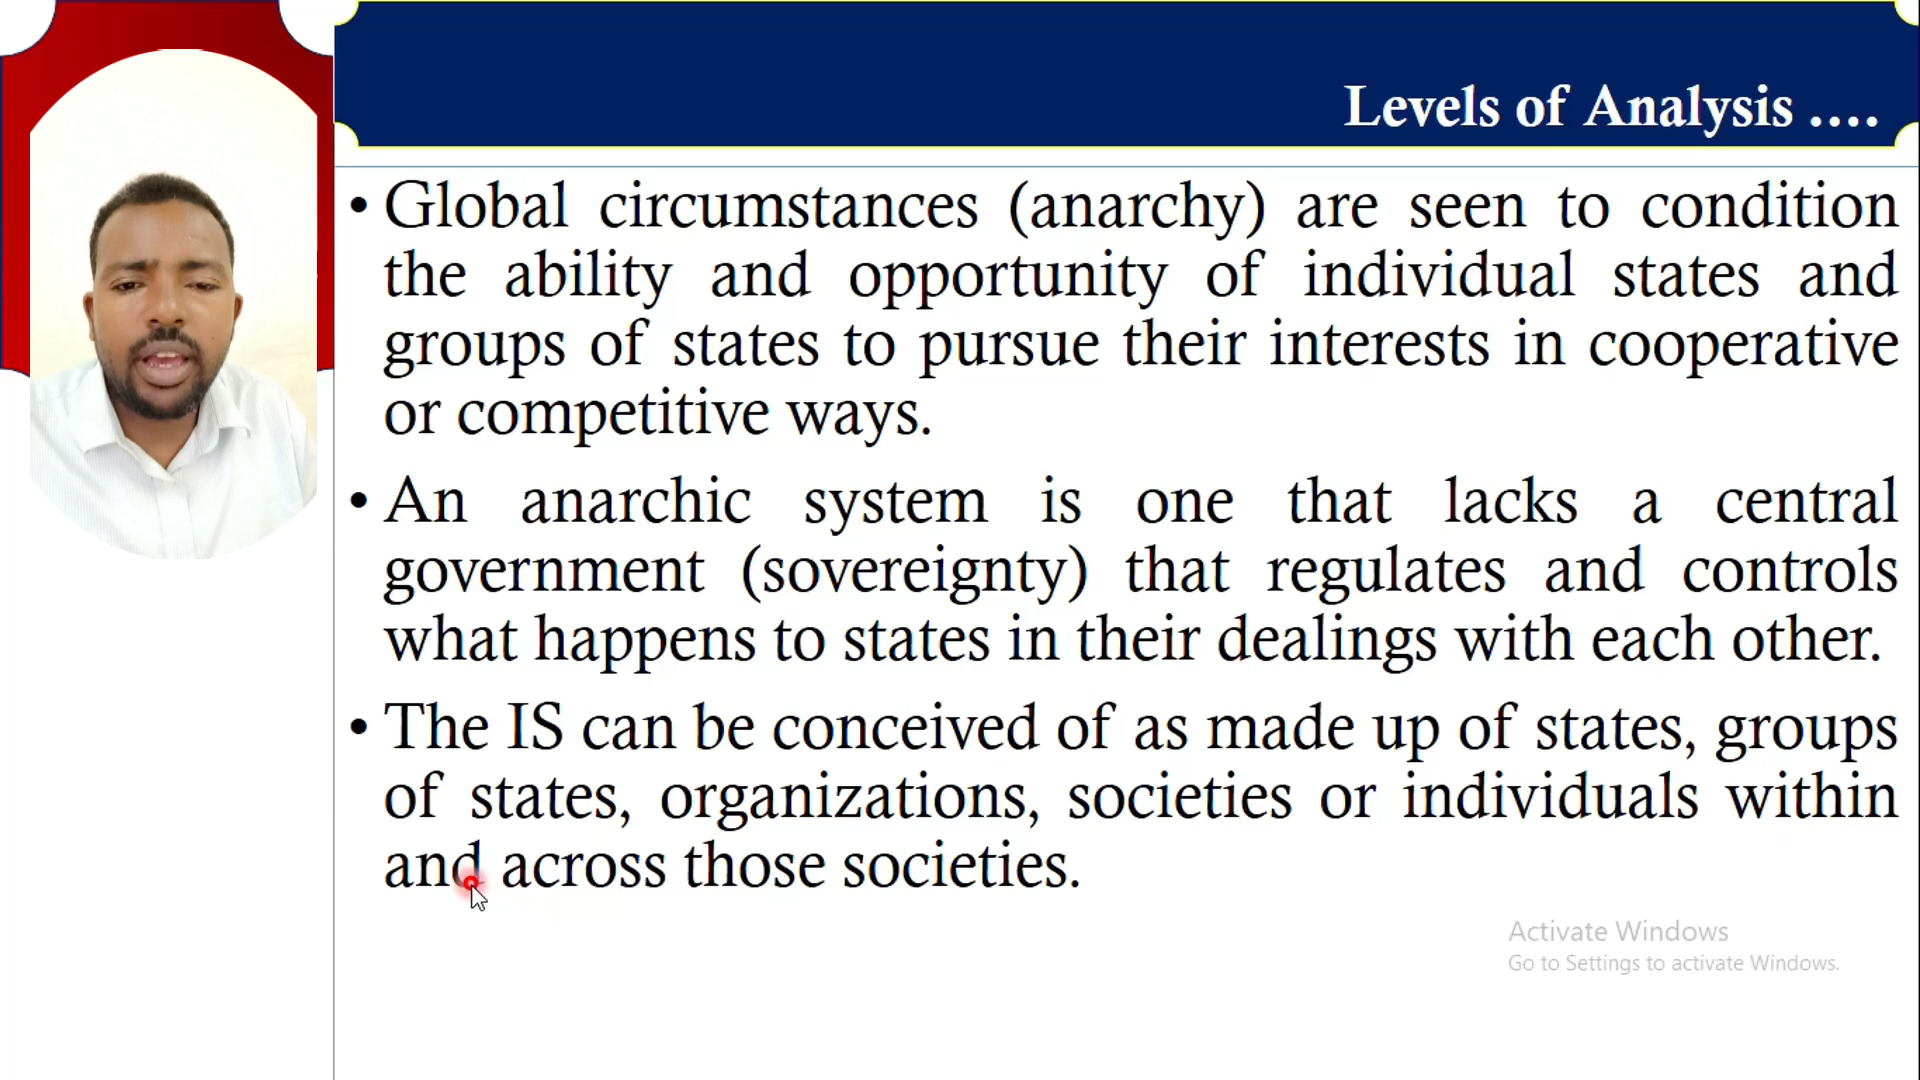 Levels of Analysis ....
• Global circumstances (anarchy) are seen to condition
the ability and opportunity of individual states and
groups of states to pursue their interests in cooperative
or competitive ways.
• An anarchic system is one that lacks a central
government (sovereignty) that regulates and controls
what happens to states in their dealings with each other.
• The IS can be conceived of as made up of states, groups
of states, organizations, societies or individuals within
and across those societies.
Activate Windows
Go to Settings to activate Windows.